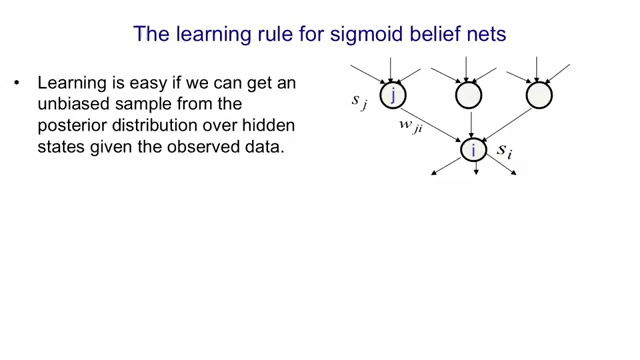 The learning rule for sigmoid belief nets
• Learning is easy if we can get an
unbiased sample from the
posterior distribution over hidden
states given the observed data.
s j
j
w ji
i
s i